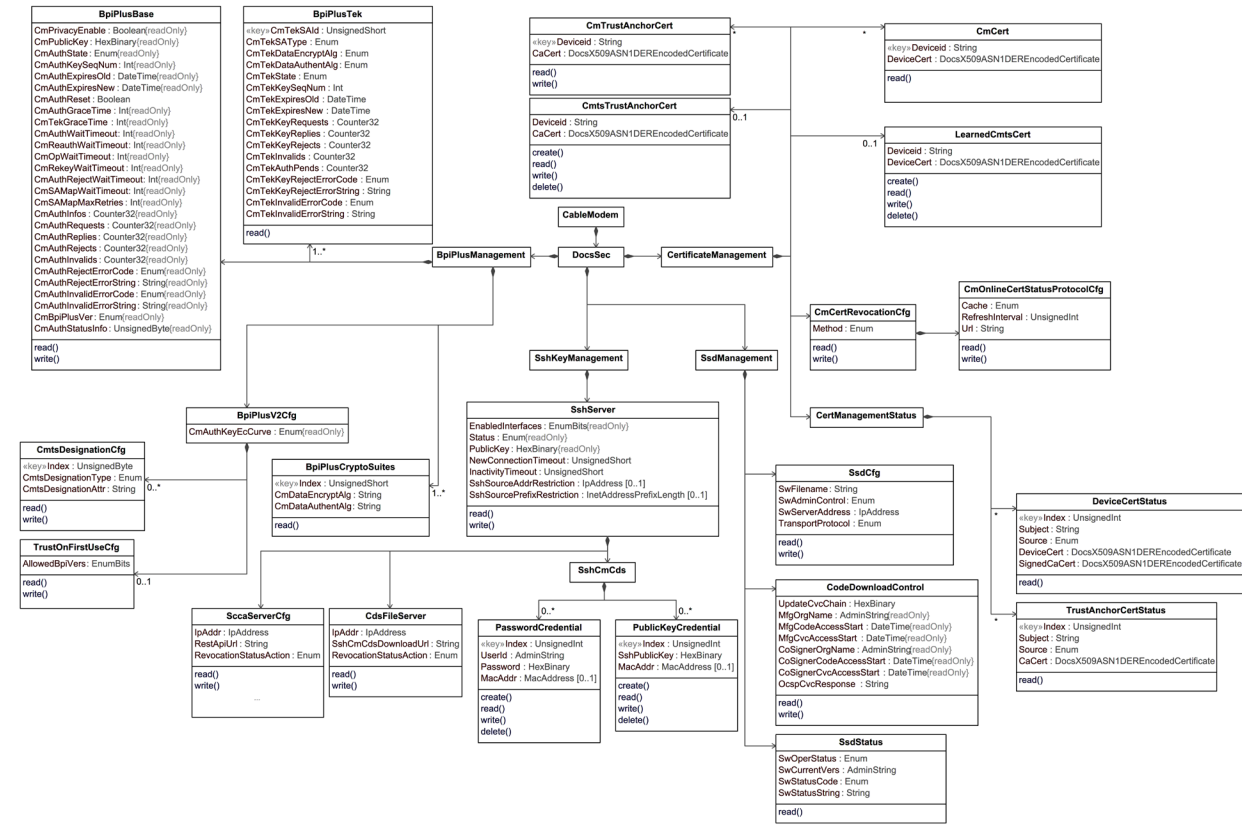 BpiPlusBase
CmPrivacyEnable : Boolean{readOnly}
CmPublicKey : HexBinary{readOnly}
CmAuthState : Enum{readOnly}
CmAuthKeySeqNum : Int{readOnly}
CmAuthExpiresOld : DateTime{readOnly}
CmAuthExpiresNew : DateTime{readOnly}
CmAuthReset : Boolean
CmAuthGraceTime : Int{readOnly}
CmTekGraceTime : Int{readOnly}
CmAuthWaitTimeout : Int{readOnly}
CmReauthWaitTimeout : Int{readOnly}
CmOpWaitTimeout : Int{readOnly}
CmRekeyWaitTimeout : Int{readOnly}
CmAuthRejectWaitTimeout : Int{readOnly}
CmSAMapWaitTimeout : Int{readOnly}
CmSAMapMaxRetries : Int{readOnly}
CmAuthInfos : Counter32{readOnly}
CmAuthRequests : Counter32{readOnly}
CmAuthReplies : Counter32{readOnly}
CmAuthRejects : Counter32{readOnly}
CmAuthInvalids : Counter32{readOnly}
CmAuthRejectErrorCode : Enum{readOnly}
CmAuthRejectErrorString : String{readOnly}
CmAuthInvalidErrorCode : Enum{readOnly}
CmAuthInvalidErrorString : String{readOnly}
CmBpiPlusVer : Enum{readOnly}
CmAuthStatusInfo : UnsignedByte{readOnly}
read()
write()
BpiPlusTek
«key»CmTekSAId : UnsignedShort
CmTekSAType : Enum
CmTekDataEncryptAlg : Enum
CmTekDataAuthentAlg : Enum
CmTekState : Enum
CmTekKeySeqNum : Int
CmTekExpiresOld : DateTime
CmTekExpiresNew : DateTime
CmTekKeyRequests : Counter32
CmTekKeyReplies : Counter32
CmTekKeyRejects : Counter32
CmTekInvalids : Counter32
CmTekAuthPends : Counter32
CmTekKeyRejectErrorCode : Enum
CmTekKeyRejectErrorString : String
CmTekInvalidErrorCode : Enum
CmTekInvalidErrorString : String
read()
1..*
CmTrustAnchorCert
«key»Deviceid : String
CaCert : DocsX509ASN1DEREncodedCertificate
read()
write()
*
CmtsTrustAnchorCert
Deviceid : String
CaCert : DocsX509ASN1DEREncodedCertificate
create()
read()
write()
delete()
0..1
*
CmCert
«key»Deviceid : String
DeviceCert : DocsX509ASN1DEREncodedCertificate
read()
0..1
LearnedCmtsCert
Deviceid : String
DeviceCert : DocsX509ASN1DEREncodedCertificate
create()
read()
write()
delete()
CableModem
BpiPlusManagement
DocsSec
CertificateManagement
CmCertRevocationCfg
Method : Enum
read()
write()
CmOnlineCertStatusProtocolCfg
Cache : Enum
RefreshInterval : UnsignedInt
Url : String
read()
write()
SshKeyManagement
SsdManagement
CertManagementStatus
BpiPlusV2Cfg
CmAuthKeyEcCurve : Enum{readOnly}
CmtsDesignationCfg
«key»Index : UnsignedByte
CmtsDesignationType : Enum
CmtsDesignationAttr : String
read()
write()
0..*
TrustOnFirstUseCfg
AllowedBpiVers : EnumBits
read()
write()
0..1
BpiPlusCryptoSuites
«key»Index : UnsignedShort
CmDataEncryptAlg : String
CmDataAuthentAlg : String
read()
1..*
SshServer
EnabledInterfaces : EnumBits{readOnly}
Status : Enum{readOnly}
PublicKey : HexBinary{readOnly}
NewConnectionTimeout : UnsignedShort
InactivityTimeout : UnsignedShort
SshSourceAddrRestriction : IpAddress [0..1]
SshSourcePrefixRestriction : InetAddressPrefixLength [0..1]
read()
write()
SshCmCds
SccaServerCfg
IpAddr : IpAddress
RestApiUrl : String
RevocationStatusAction : Enum
read()
write()
...
CdsFileServer
IpAddr : IpAddress
SshCmCdsDownloadUrl : String
RevocationStatusAction : Enum
read()
write()
0..*
PasswordCredential
«key»Index : UnsignedInt
UserId : AdminString
Password : HexBinary
MacAddr : MacAddress [0..1]
create()
read()
write()
delete()
0..*
PublicKeyCredential
«key»Index : UnsignedInt
SshPublicKey : HexBinary
MacAddr : MacAddress [0..1]
create()
read()
write()
delete()
SsdCfg
SwFilename : String
SwAdminControl : Enum
SwServerAddress : IpAddress
TransportProtocol : Enum
read()
write()
CodeDownloadControl
UpdateCvcChain : HexBinary
MfgOrgName : AdminString{readOnly}
MfgCodeAccessStart : DateTime{readOnly}
MfgCvcAccessStart : DateTime{readOnly}
CoSignerOrgName : AdminString{readOnly}
CoSignerCodeAccessStart : DateTime{readOnly}
CoSignerCvcAccessStart : DateTime{readOnly}
OcspCvcResponse : String
read()
write()
SsdStatus
SwOperStatus : Enum
SwCurrentVers : AdminString
SwStatusCode : Enum
SwStatusString : String
read()
*
DeviceCertStatus
«key»Index : UnsignedInt
Subject : String
Source : Enum
DeviceCert : DocsX509ASN1DEREncodedCertificate
SignedCaCert : DocsX509ASN1DEREncodedCertificate
read()
*
TrustAnchorCertStatus
«key»Index : UnsignedInt
Subject : String
Source : Enum
CaCert : DocsX509ASN1DEREncodedCertificate
read()